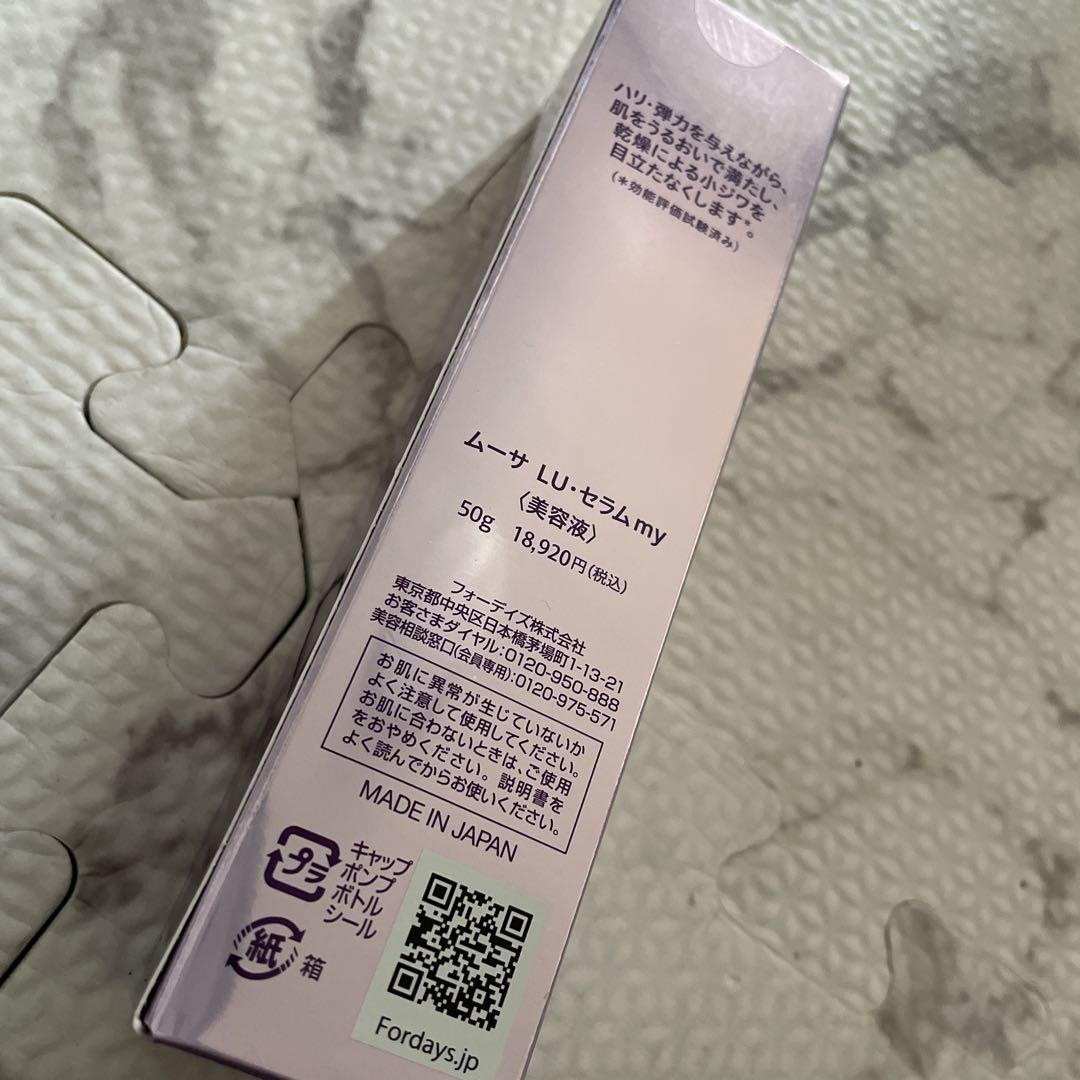 ハリ・弾力を与えながら、
肌をうるおいで満たし、
乾燥による小ジワを
目立たなくします*。
(*効能評価試験済み)
ムーサ LU・セラムmy
〈美容液〉
50g 18,920円(税込)
フォーデイズ株式会社
東京都中央区日本橋茅場町1-13-21
お客さまダイヤル：0120-950-888
美容相談窓口(会員専用)：0120-975-571
お肌に異常が生じていないか
よく注意して使用してください。
お肌に合わないときは、ご使用
をおやめください。説明書を
よく読んでからお使いください。
MADE IN JAPAN
プラ
キャップ
ポンプ
ボトル
シール
紙 箱
Fordays.jp